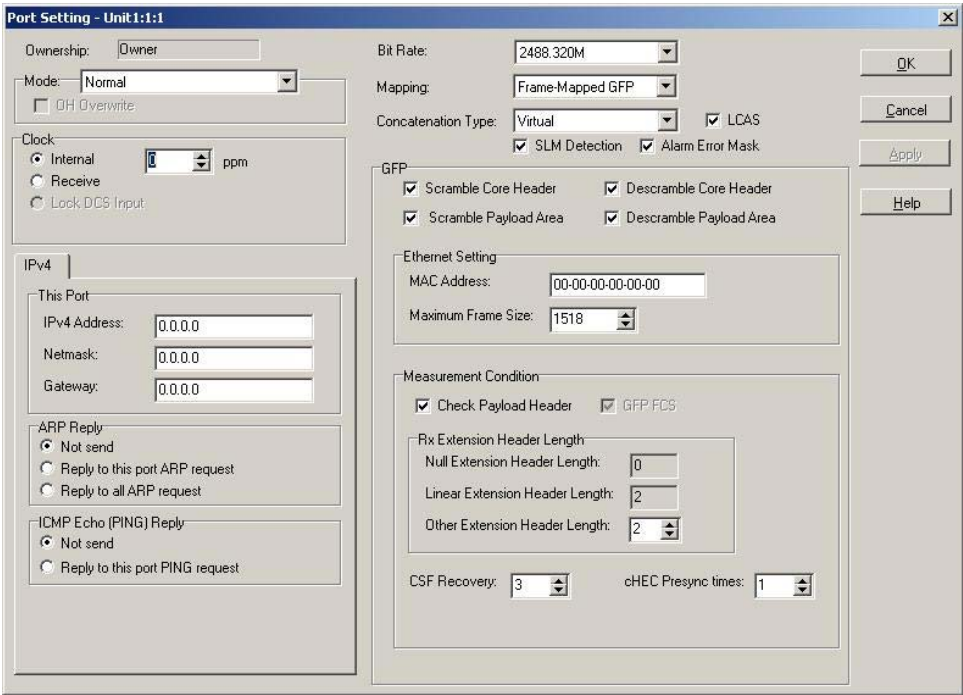 Port Setting - Unit1:1:1
Ownership: Owner
Mode: Normal
OH Overwrite
Clock
Internal 0 ppm
Receive
Lock DCS Input
IPv4
This Port
IPv4 Address: 0.0.0.0
Netmask: 0.0.0.0
Gateway: 0.0.0.0
ARP Reply
Not send
Reply to this port ARP request
Reply to all ARP request
ICMP Echo (PING) Reply
Not send
Reply to this port PING request
Bit Rate: 2488.320M
Mapping: Frame-Mapped GFP
Concatenation Type: Virtual LCAS
SLM Detection Alarm Error Mask
GFP
Scramble Core Header Descramble Core Header
Scramble Payload Area Descramble Payload Area
Ethernet Setting
MAC Address: 00-00-00-00-00-00
Maximum Frame Size: 1518
Measurement Condition
Check Payload Header GFP FCS
Rx Extension Header Length
Null Extension Header Length: 0
Linear Extension Header Length: 2
Other Extension Header Length: 2
CSF Recovery: 3 cHEC Presync times: 1
OK
Cancel
Apply
Help